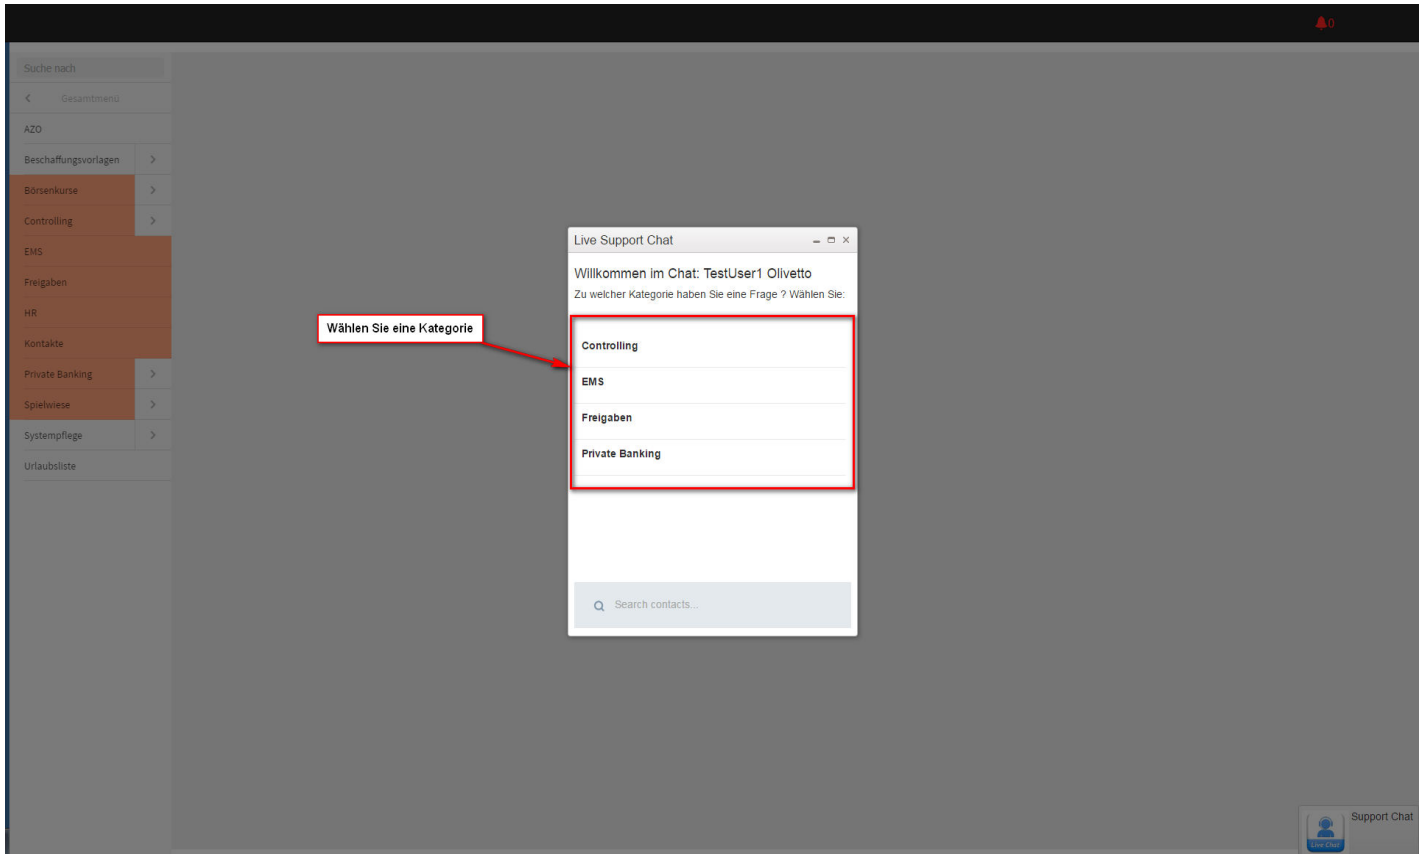 0
Suche nach
Gesamtmenü
AZO
Beschaffungsvorlagen
Börsenkurse
Controlling
EMS
Freigaben
HR
Kontakte
Private Banking
Spielwiese
Systempflege
Urlaubsliste
Wählen Sie eine Kategorie
Live Support Chat
Willkommen im Chat: TestUser1 Olivetto
Zu welcher Kategorie haben Sie eine Frage ? Wählen Sie:
Controlling
EMS
Freigaben
Private Banking
Search contacts...
Support Chat
Live Chat